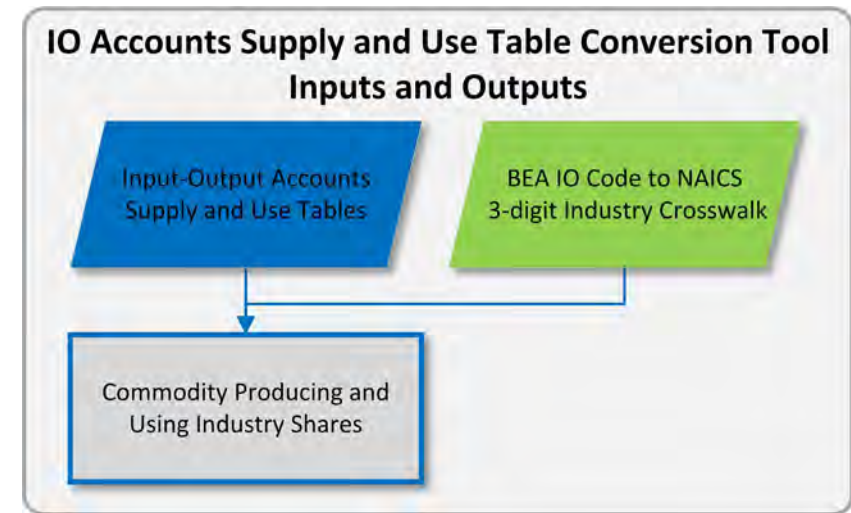 IO Accounts Supply and Use Table Conversion Tool
Inputs and Outputs
Input-Output Accounts
Supply and Use Tables
BEA IO Code to NAICS
3-digit Industry Crosswalk
Commodity Producing and
Using Industry Shares